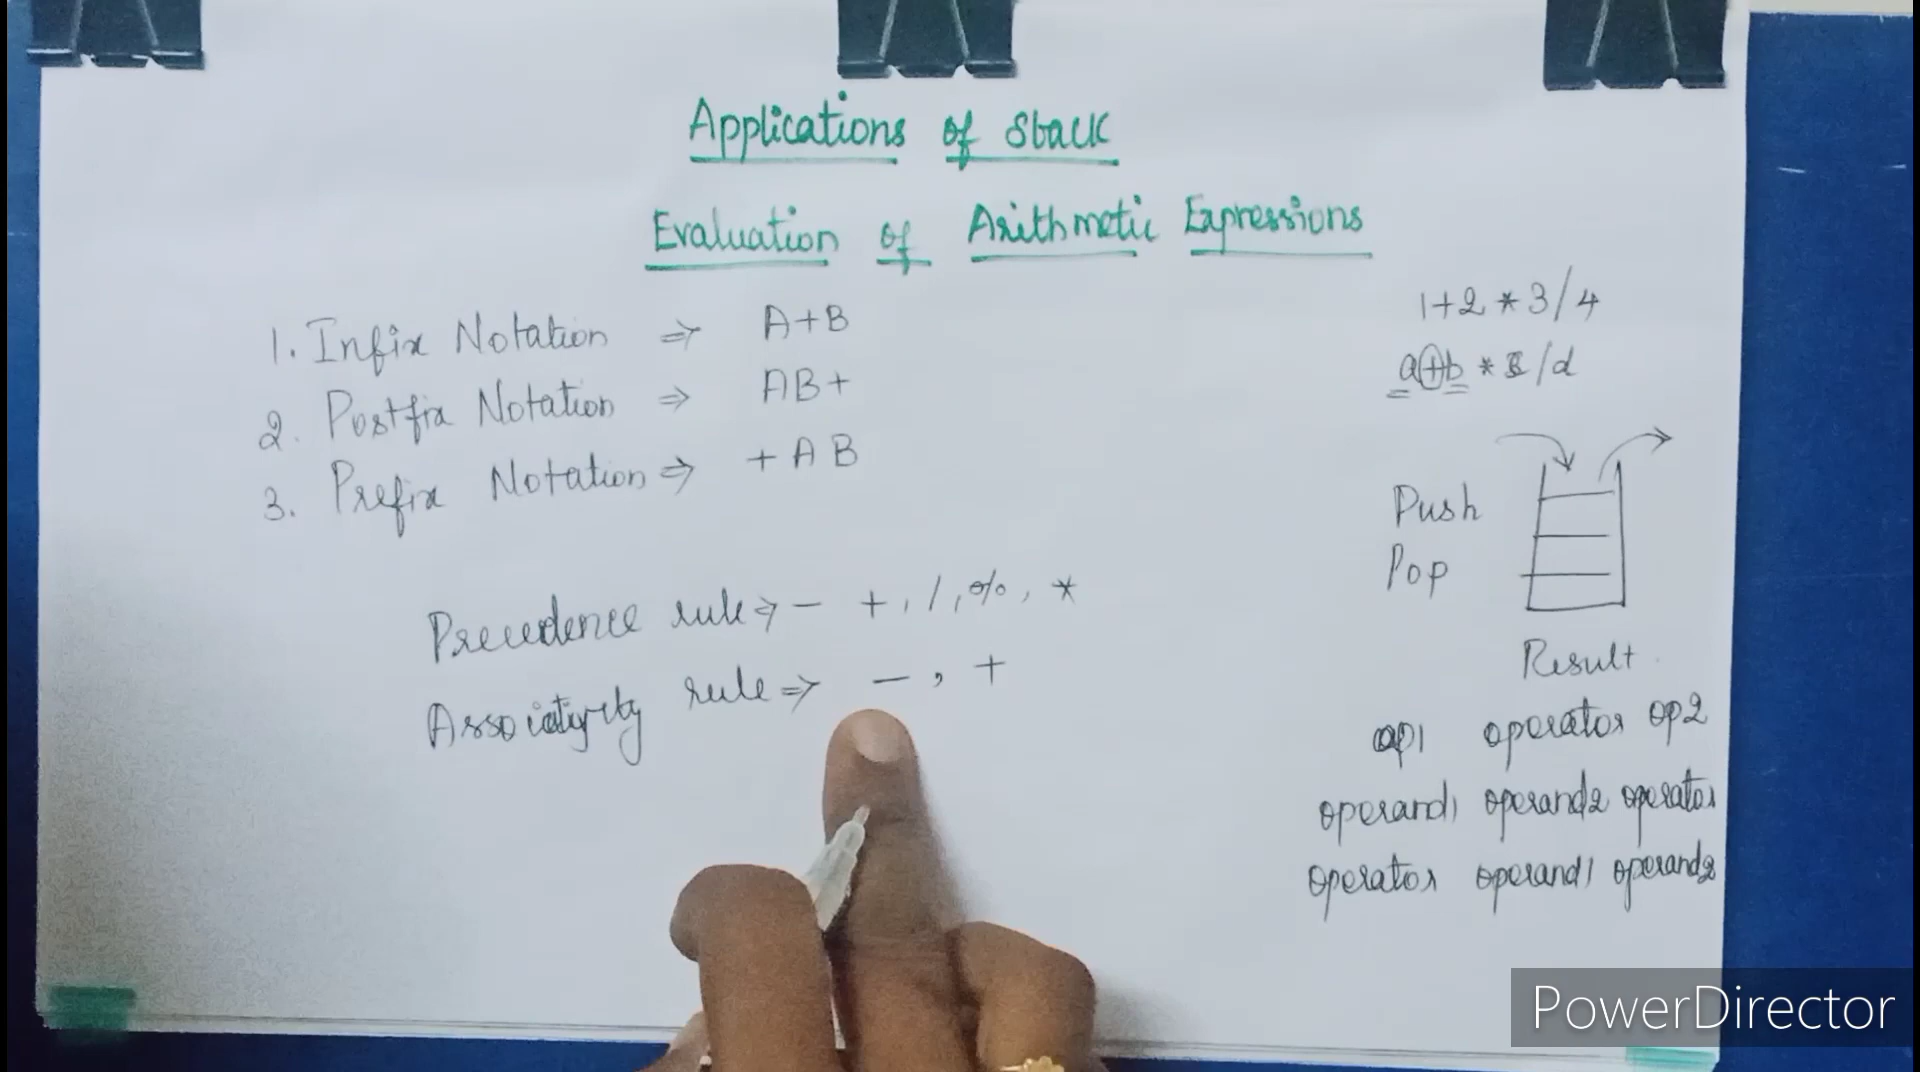 Applications of Stack
Evaluation of Arithmetic Expressions
1. Infix Notation ⇒ A+B
2. Postfix Notation ⇒ AB+
3. Prefix Notation ⇒ +AB
Precedence rule ⇒ - +, /, %, *
Associativity rule ⇒ -, +
1+2*3/4
a+b*/d
Push
Pop
Result
op1 operator op2
operand1 operand2 operator
operator operand1 operand2
PowerDirector